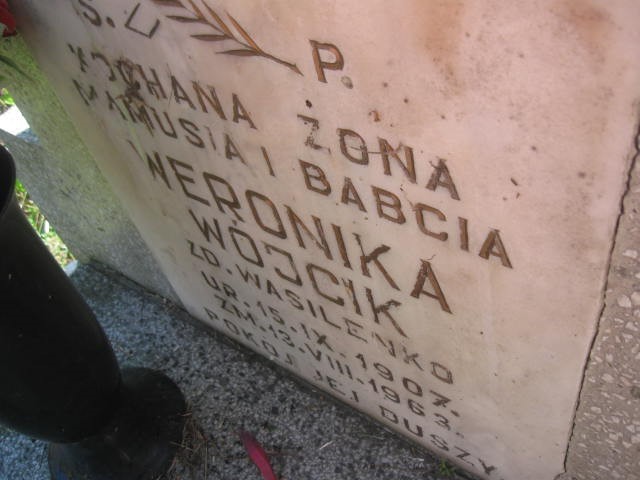 Ś. P.
KOCHANA ŻONA
MAMUSIA I BABCIA
WERONIKA
WÓJCIK
ZD. WASILENKO
UR. 15.IX.1907.
ZM. 13.VIII.1963.
POKÓJ JEJ DUSZY